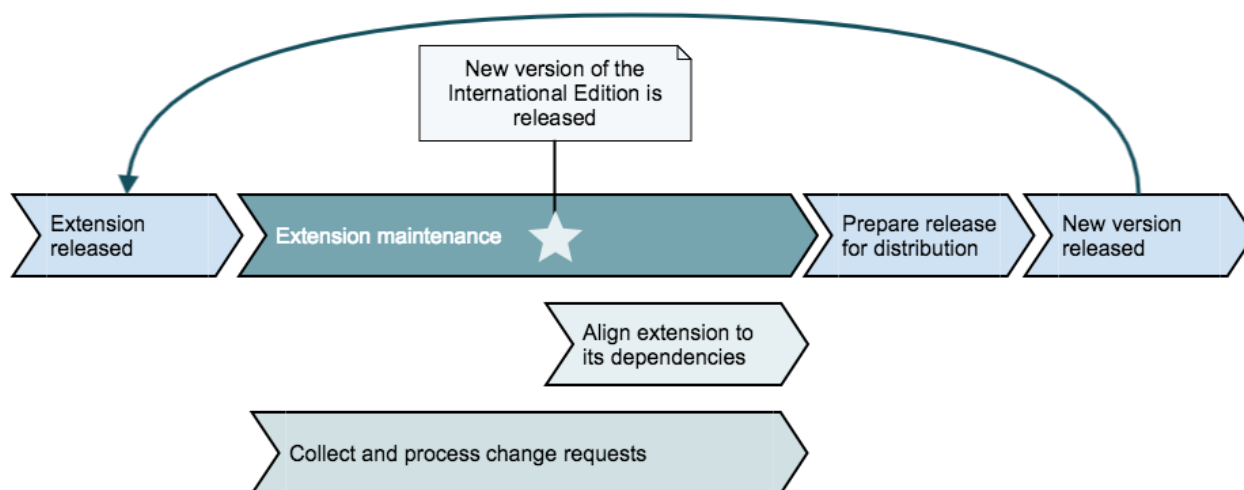 New version of the
International Edition is
released
Extension
released
Extension maintenance
Prepare release
for distribution
New version
released
Align extension to
its dependencies
Collect and process change requests